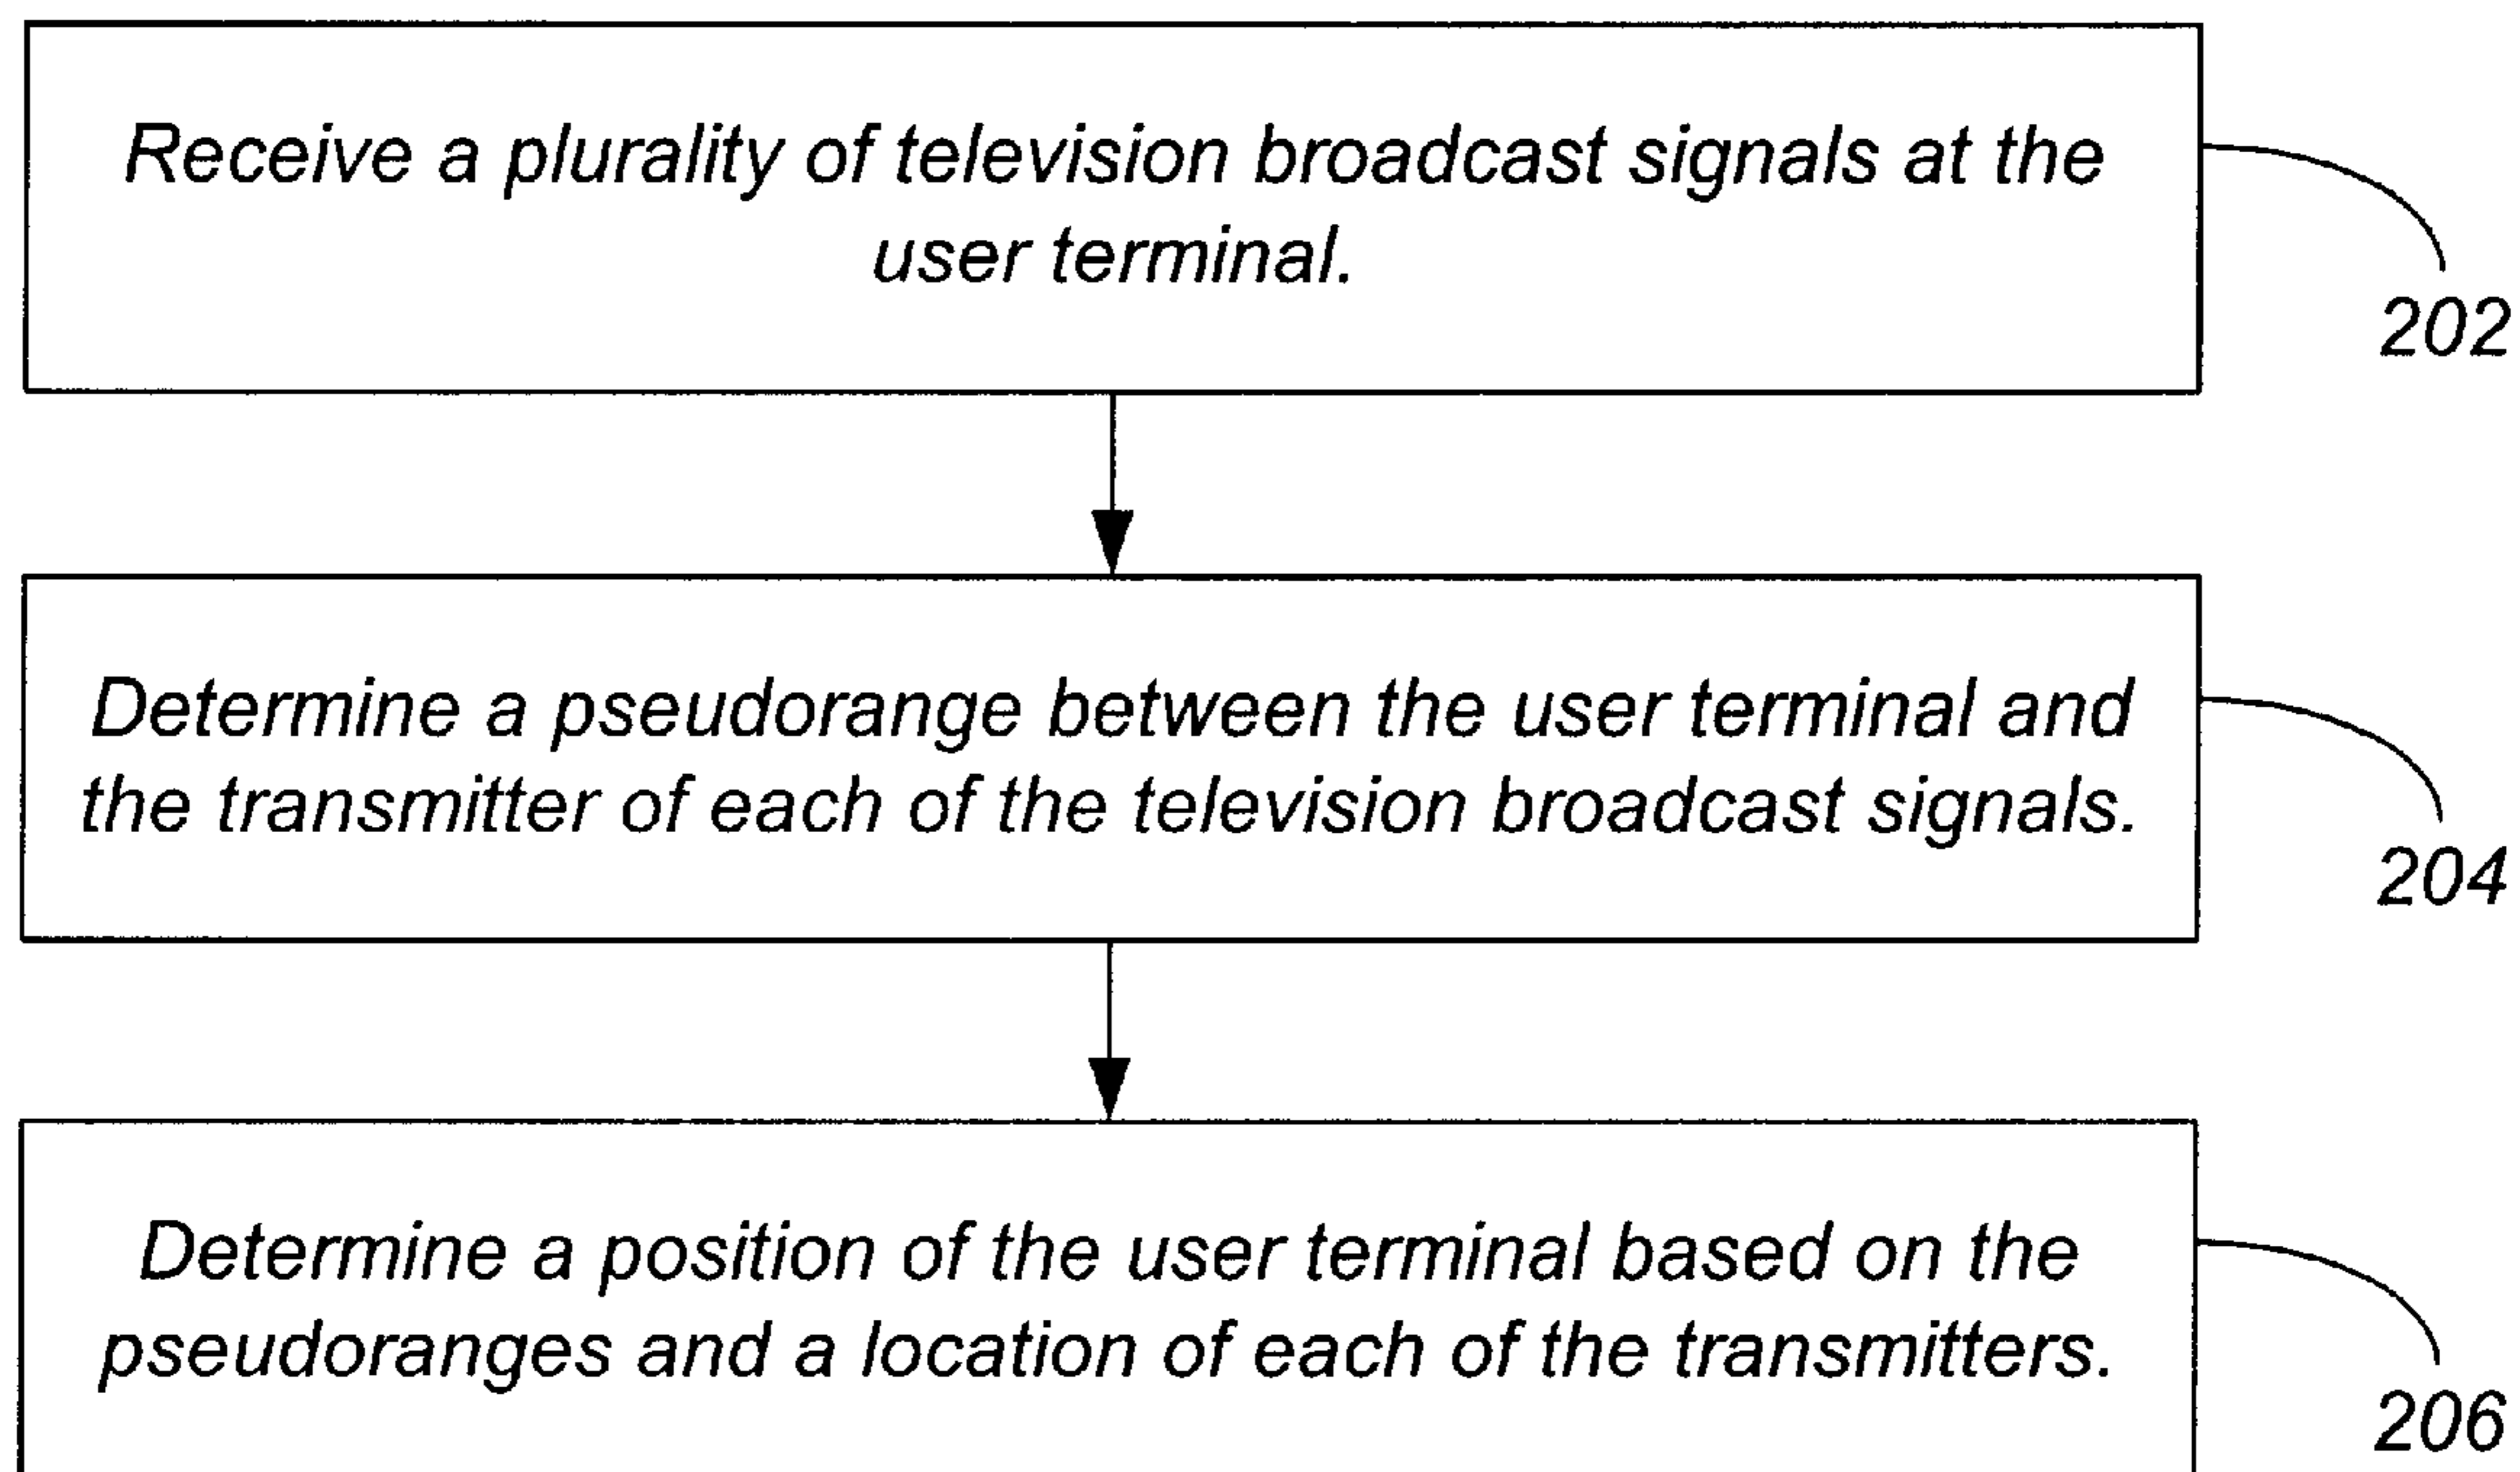 Receive a plurality of television broadcast signals at the
user terminal.
202
Determine a pseudorange between the user terminal and
the transmitter of each of the television broadcast signals.
204
Determine a position of the user terminal based on the
pseudoranges and a location of each of the transmitters.
206